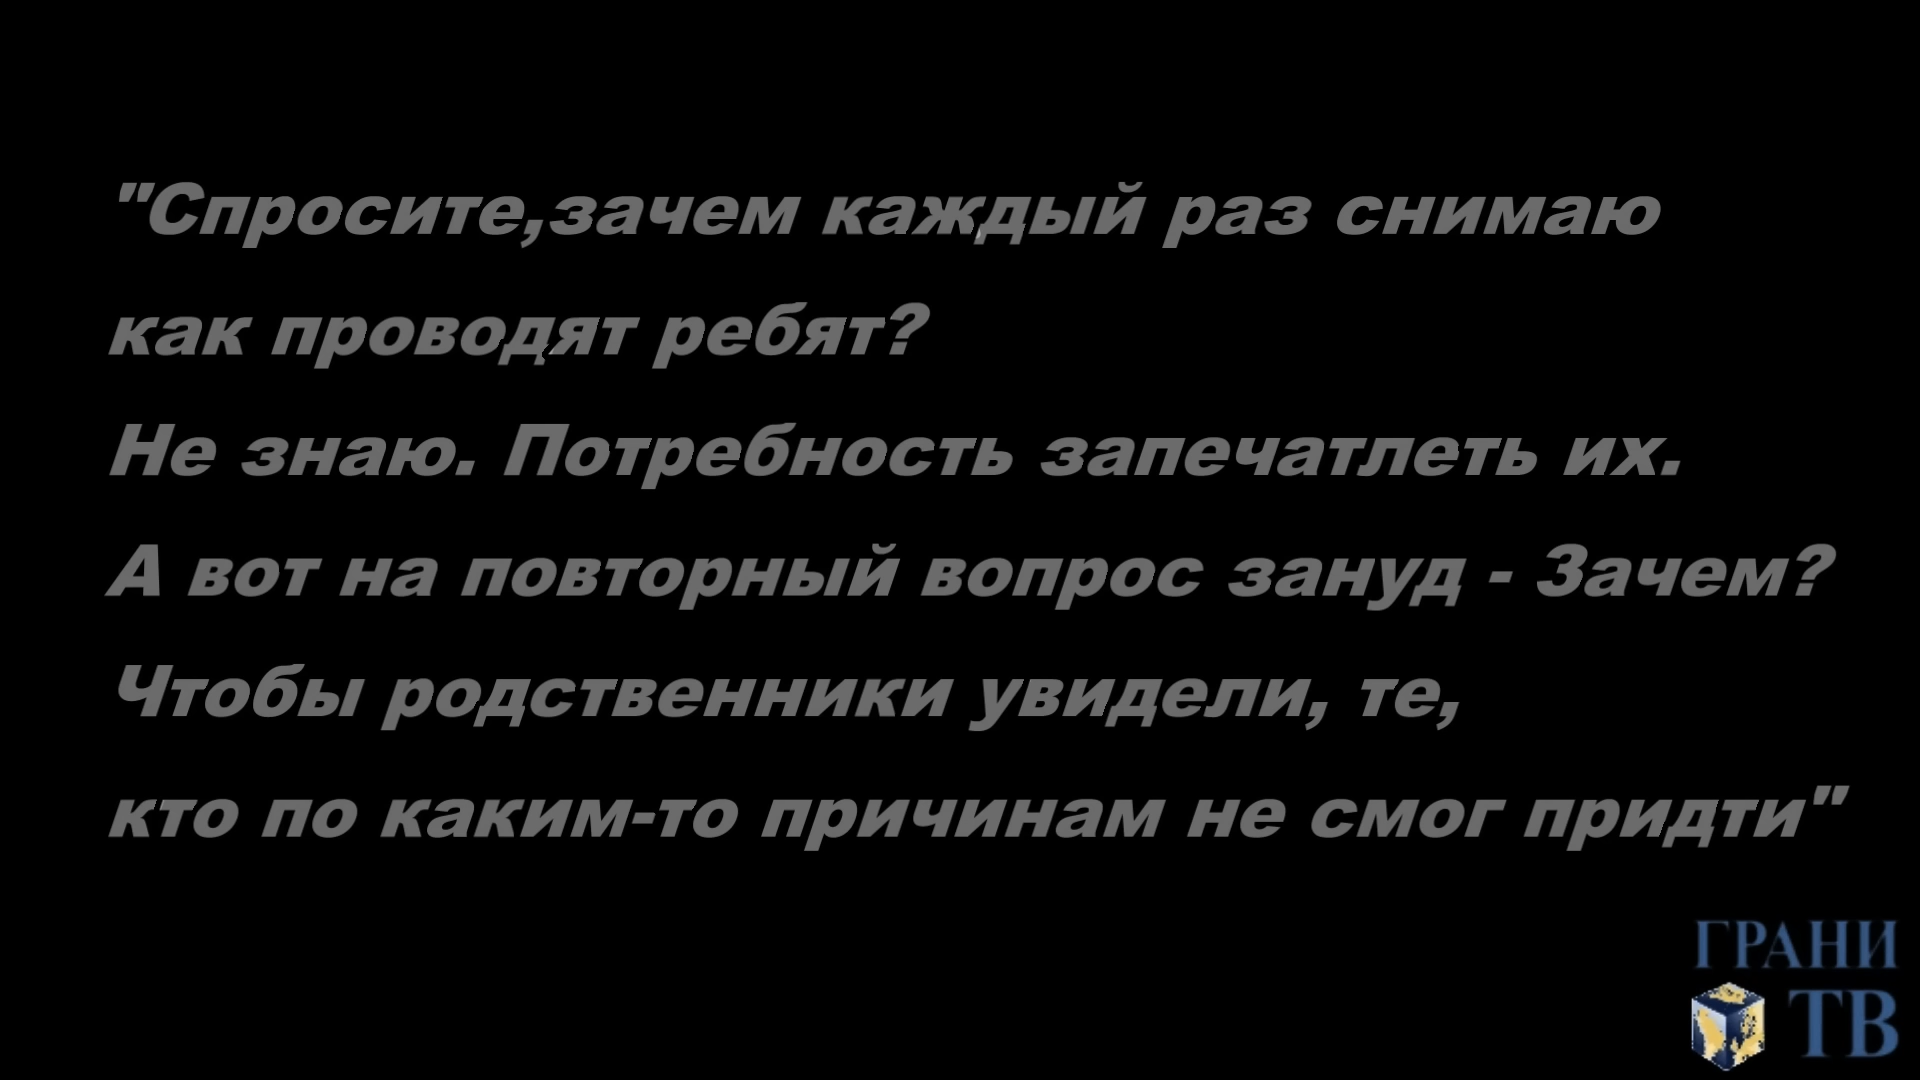 "Спросите,зачем каждый раз снимаю
как проводят ребят?
Не знаю. Потребность запечатлеть их.
А вот на повторный вопрос зануд - Зачем?
Чтобы родственники увидели, те,
кто по каким-то причинам не смог придти"
ГРАНИ
ТВ